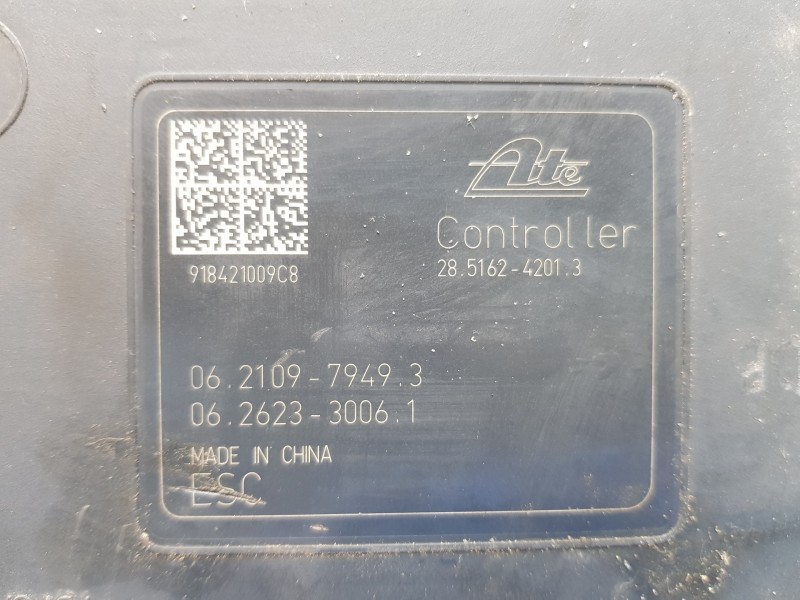 Ate
Controller
28.5162-4201.3
918421009C8
06.2109-7949.3
06.2623-3006.1
MADE IN CHINA
ESC